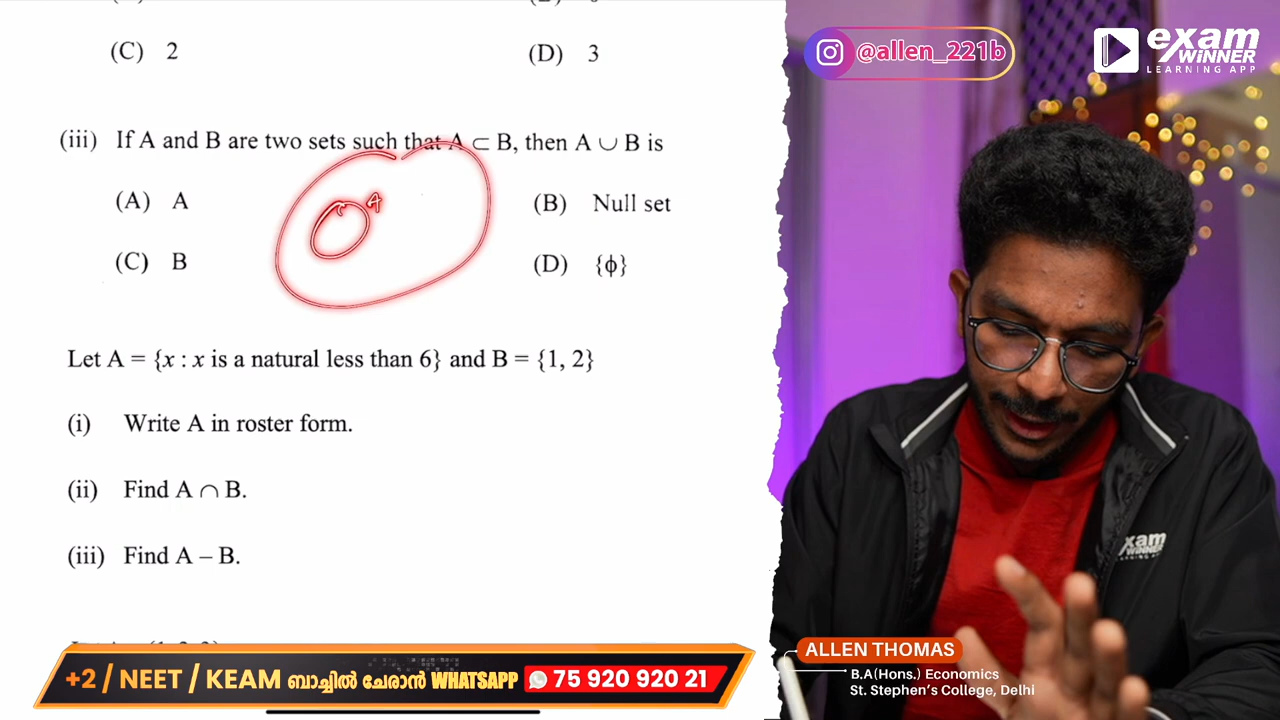 (C) 2
(D) 3
(iii) If A and B are two sets such that A ⊂ B, then A ∪ B is
(A) A
(B) Null set
(C) B
(D) {ϕ}
A
Let A = {x : x is a natural less than 6} and B = {1, 2}
(i) Write A in roster form.
(ii) Find A ∩ B.
(iii) Find A – B.
@allen_221b
exam
WINNER
LEARNING APP
exam
WINNER
ALLEN THOMAS
B.A(Hons.) Economics
St. Stephen's College, Delhi
+2 / NEET / KEAM ബാച്ചിൽ ചേരാൻ WHATSAPP 75 920 920 21